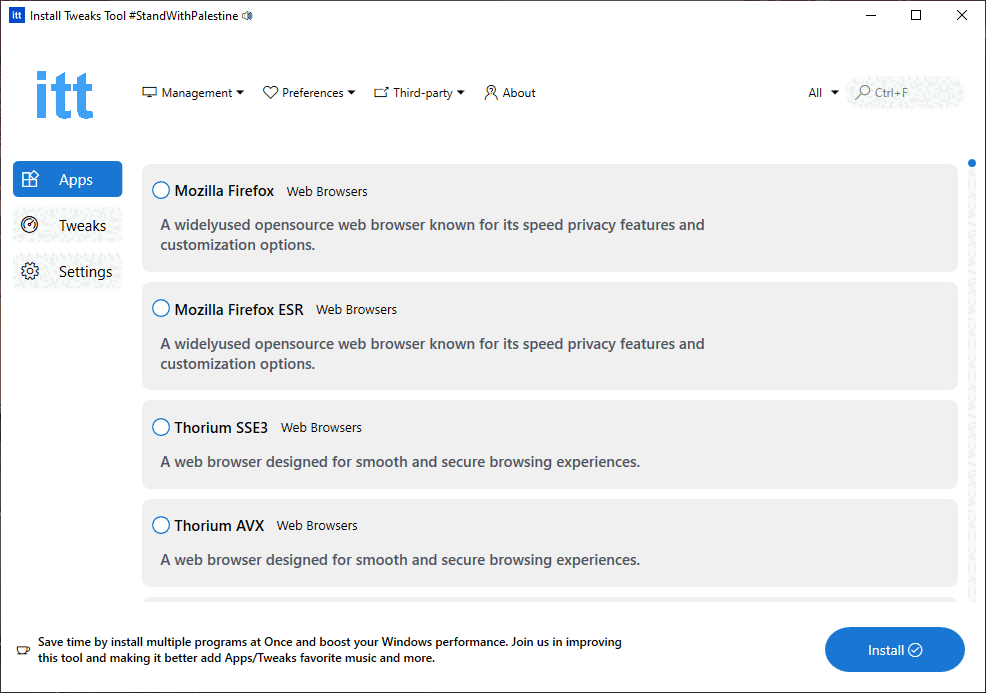 itt Install Tweaks Tool #StandWithPalestine
itt
Management Preferences Third-party About All Ctrl+F
Apps
Tweaks
Settings
Mozilla Firefox Web Browsers
A widelyused opensource web browser known for its speed privacy features and
customization options.
Mozilla Firefox ESR Web Browsers
A widelyused opensource web browser known for its speed privacy features and
customization options.
Thorium SSE3 Web Browsers
A web browser designed for smooth and secure browsing experiences.
Thorium AVX Web Browsers
A web browser designed for smooth and secure browsing experiences.
Save time by install multiple programs at Once and boost your Windows performance. Join us in improving
this tool and making it better add Apps/Tweaks favorite music and more.
Install